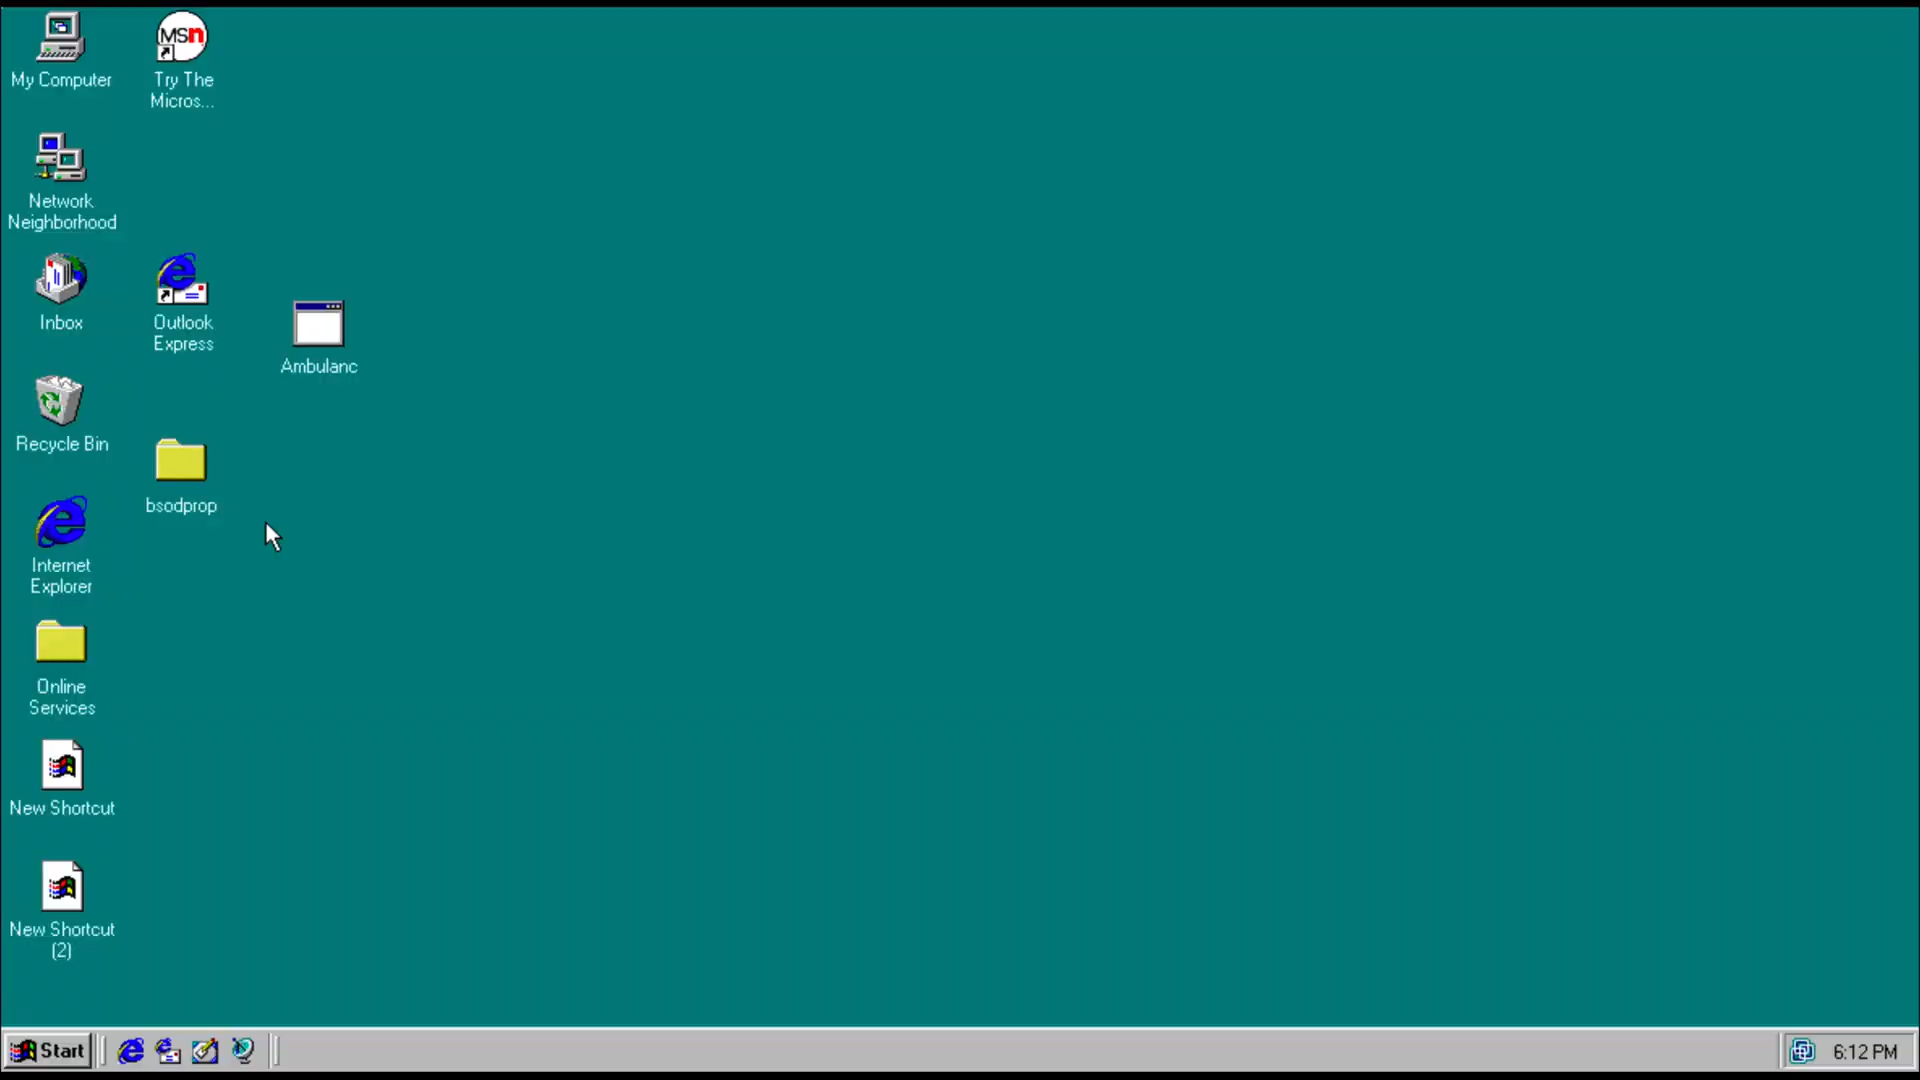 My Computer
MSn
Try The
Micros...
Network
Neighborhood
Inbox
Outlook
Express
Ambulanc
Recycle Bin
bsodprop
Internet
Explorer
Online
Services
New Shortcut
New Shortcut
(2)
Start
6:12 PM